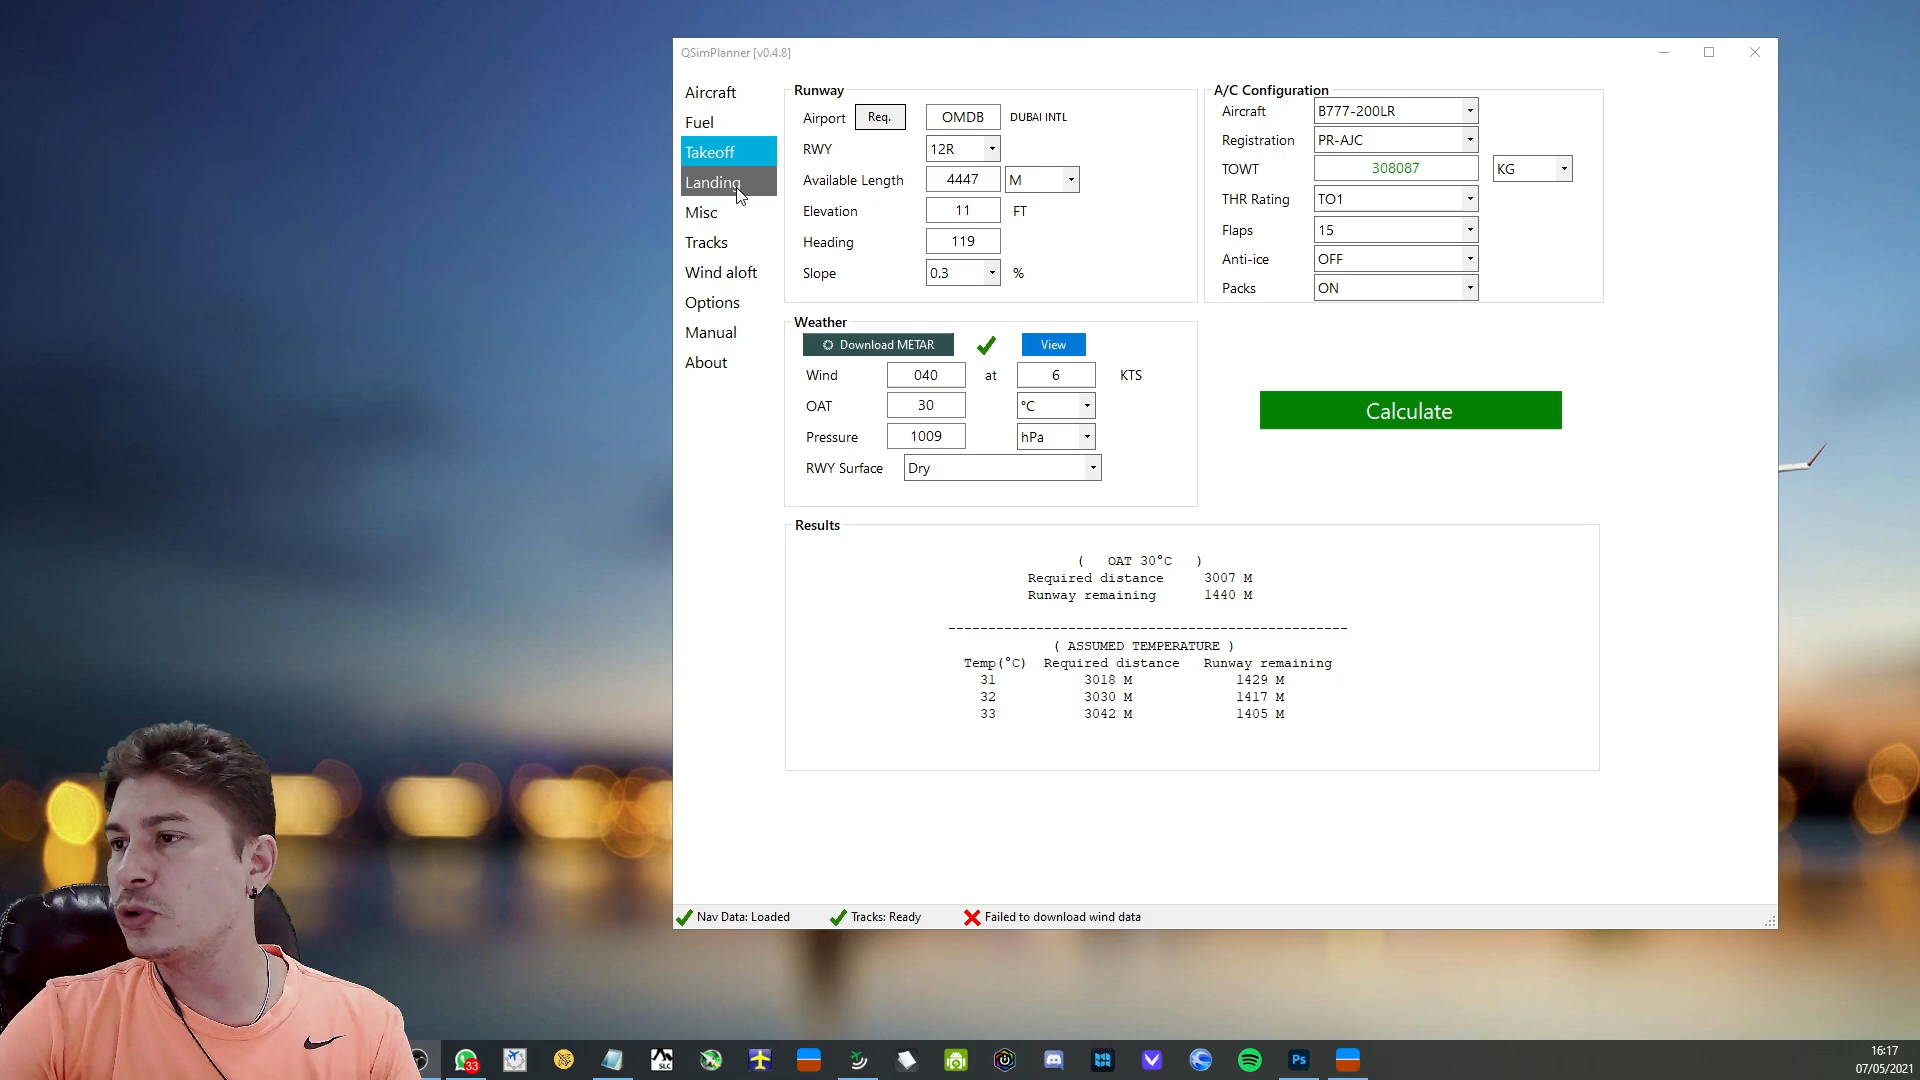 QSimPlanner [v0.4.8]
Aircraft
Fuel
Takeoff
Landing
Misc
Tracks
Wind aloft
Options
Manual
About
Runway
Airport Req. OMDB DUBAI INTL
RWY 12R
Available Length 4447 M
Elevation 11 FT
Heading 119
Slope 0.3 %
A/C Configuration
Aircraft B777-200LR
Registration PR-AJC
TOWT 308087 KG
THR Rating TO1
Flaps 15
Anti-ice OFF
Packs ON
Weather
Download METAR View
Wind 040 at 6 KTS
OAT 30 °C
Pressure 1009 hPa
RWY Surface Dry
Calculate
Results
( OAT 30°C )
Required distance 3007 M
Runway remaining 1440 M
--------------------------------------------------
( ASSUMED TEMPERATURE )
Temp(°C) Required distance Runway remaining
31 3018 M 1429 M
32 3030 M 1417 M
33 3042 M 1405 M
Nav Data: Loaded Tracks: Ready Failed to download wind data
33
SLC
Ps
16:17
07/05/2021